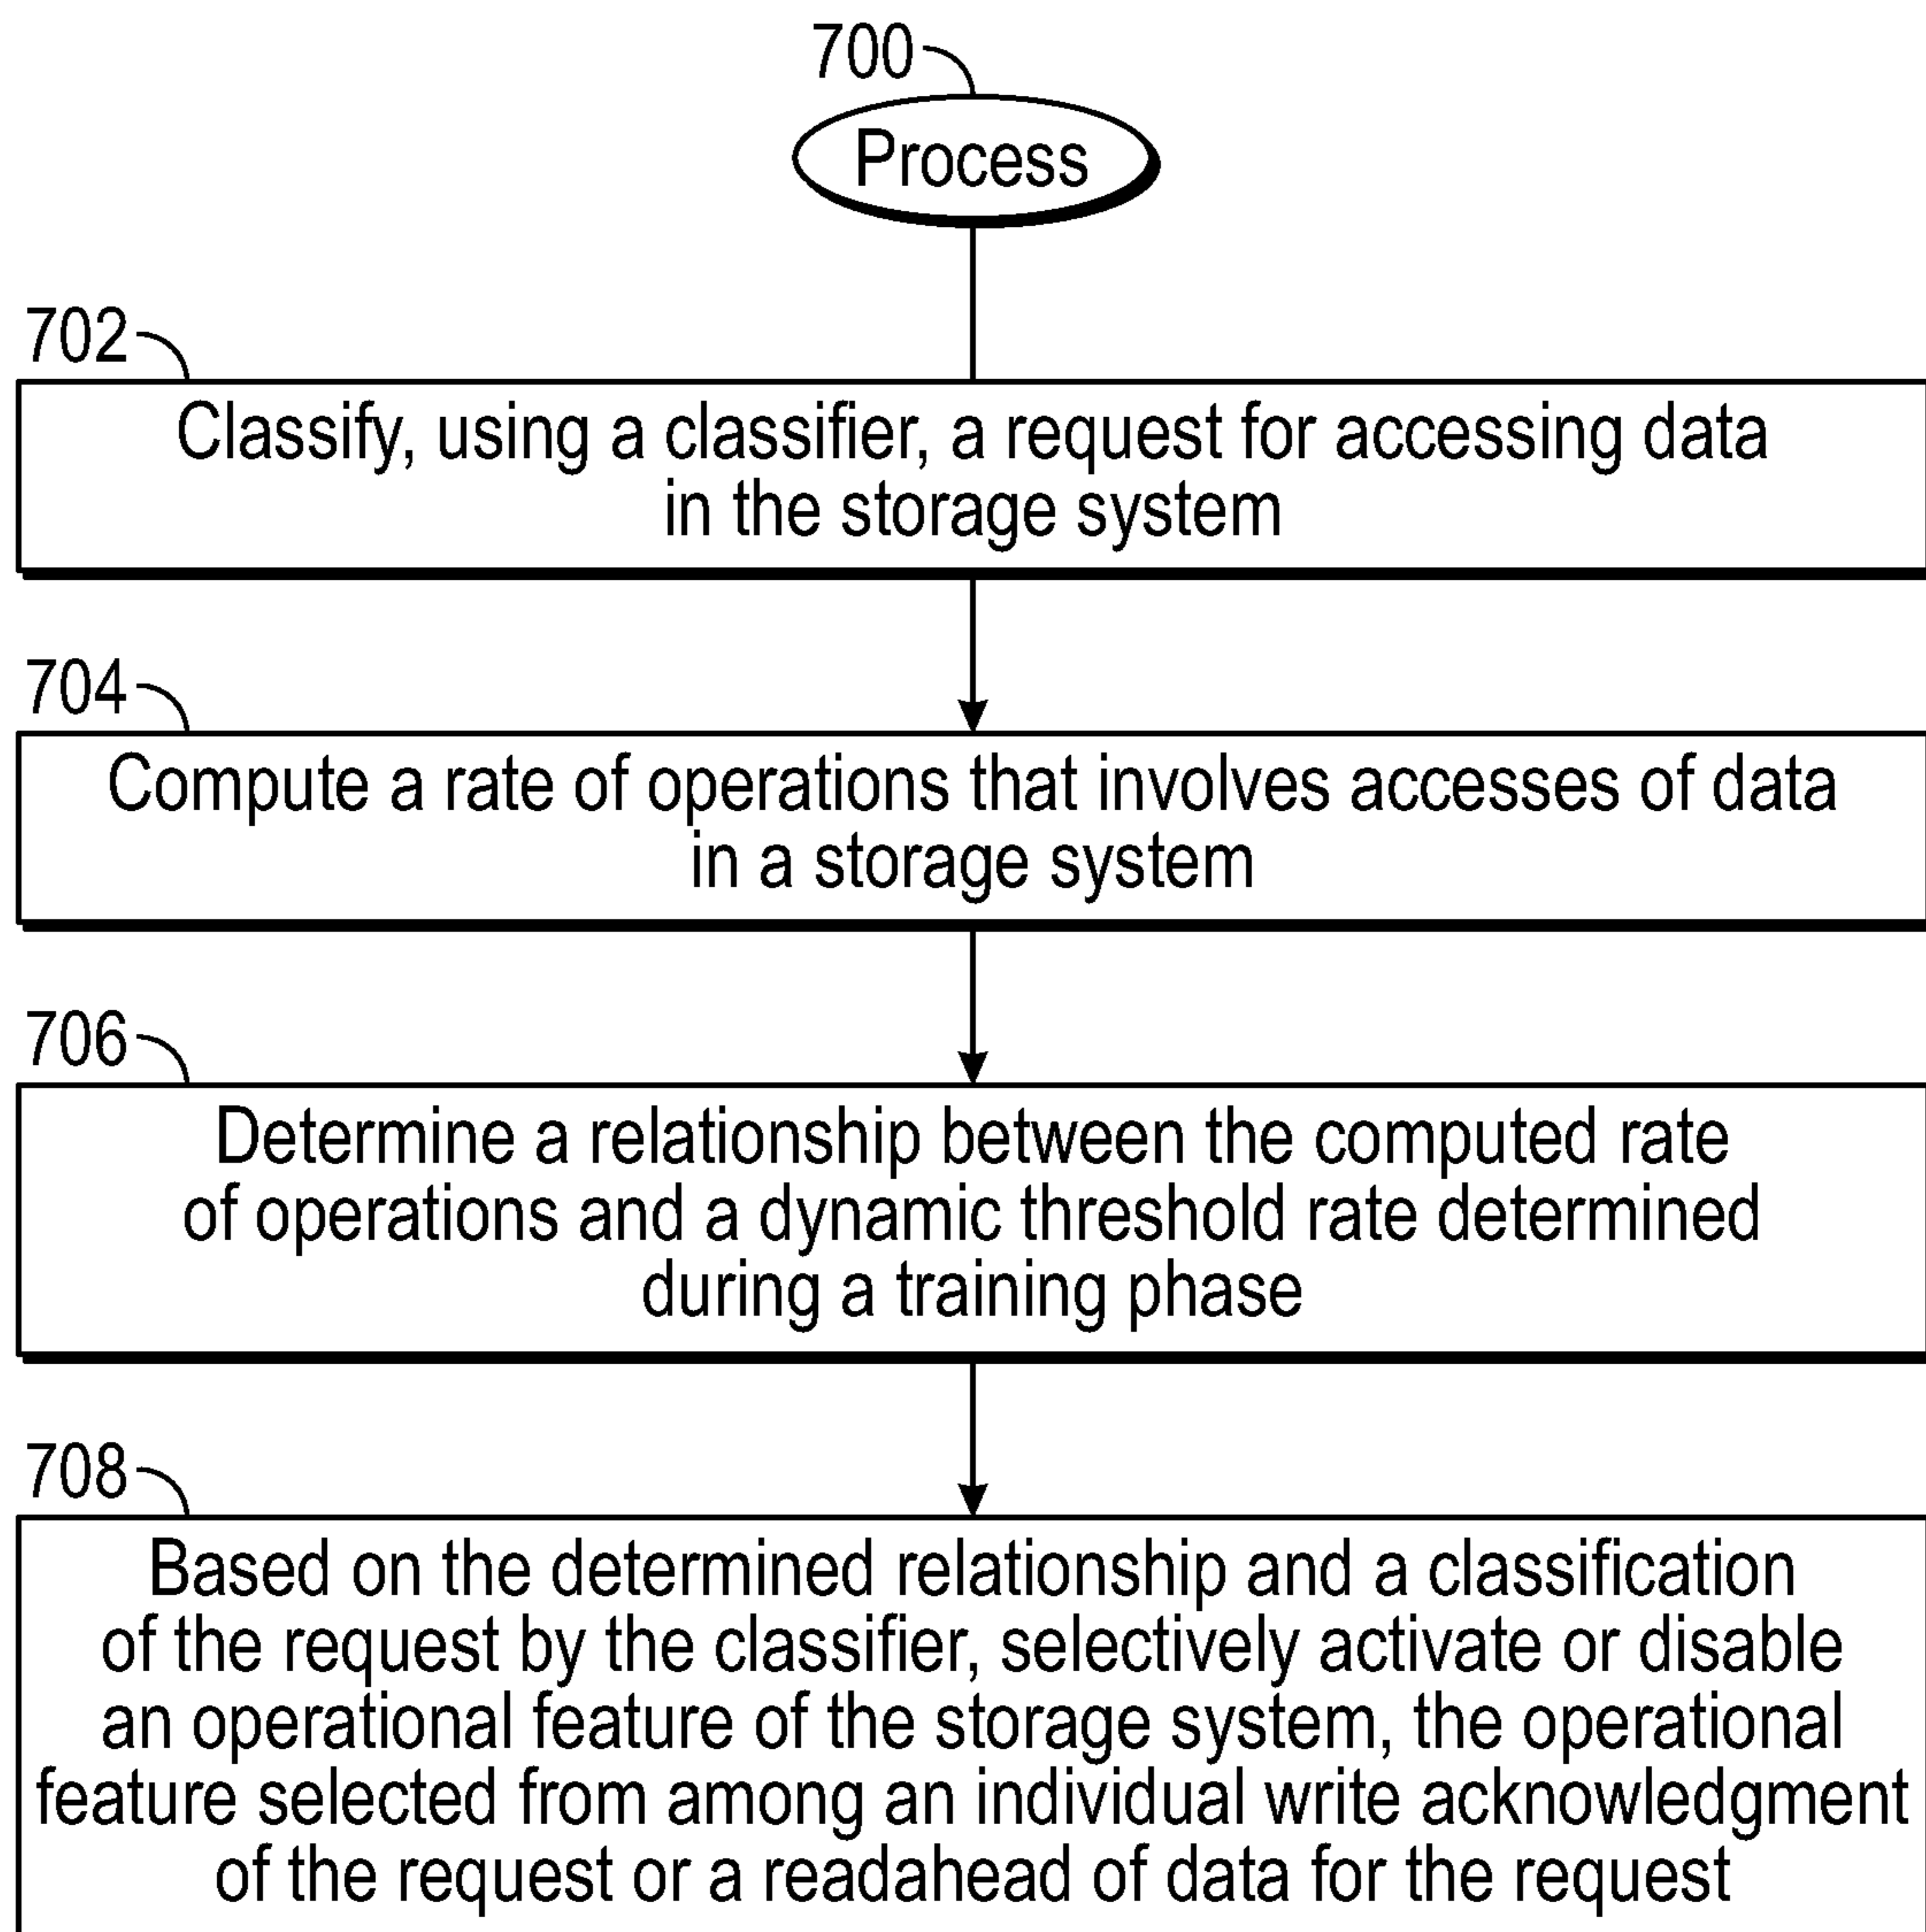 700
Process
702
Classify, using a classifier, a request for accessing data
in the storage system
704
Compute a rate of operations that involves accesses of data
in a storage system
706
Determine a relationship between the computed rate
of operations and a dynamic threshold rate determined
during a training phase
708
Based on the determined relationship and a classification
of the request by the classifier, selectively activate or disable
an operational feature of the storage system, the operational
feature selected from among an individual write acknowledgment
of the request or a readahead of data for the request